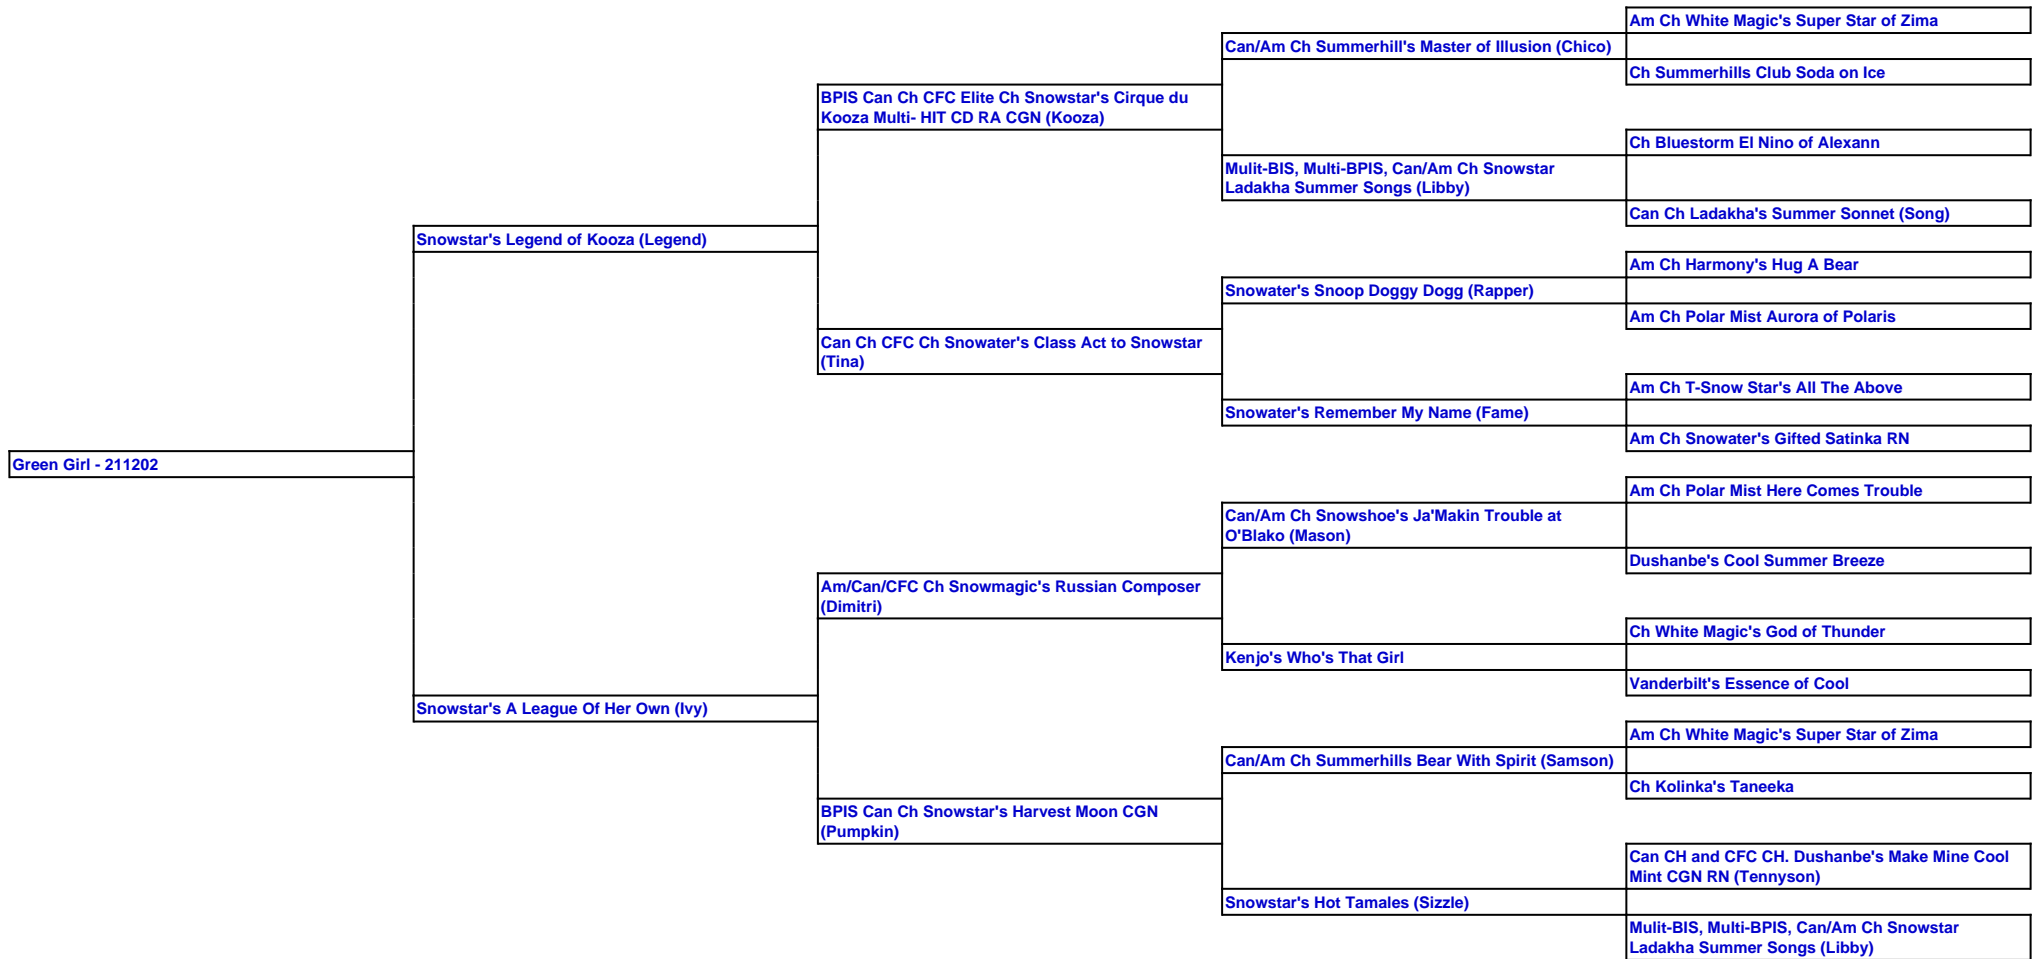 Am Ch White Magic's Super Star of Zima
Can/Am Ch Summerhill's Master of Illusion (Chico)
Ch Summerhills Club Soda on Ice
BPIS Can Ch CFC Elite Ch Snowstar's Cirque du
Kooza Multi- HIT CD RA CGN (Kooza)
Ch Bluestorm El Nino of Alexann
Mulit-BIS, Multi-BPIS, Can/Am Ch Snowstar
Ladakha Summer Songs (Libby)
Can Ch Ladakha's Summer Sonnet (Song)
Snowstar's Legend of Kooza (Legend)
Am Ch Harmony's Hug A Bear
Snowater's Snoop Doggy Dogg (Rapper)
Am Ch Polar Mist Aurora of Polaris
Can Ch CFC Ch Snowater's Class Act to Snowstar
(Tina)
Am Ch T-Snow Star's All The Above
Snowater's Remember My Name (Fame)
Am Ch Snowater's Gifted Satinka RN
Green Girl - 211202
Am Ch Polar Mist Here Comes Trouble
Can/Am Ch Snowshoe's Ja'Makin Trouble at
O'Blako (Mason)
Dushanbe's Cool Summer Breeze
Am/Can/CFC Ch Snowmagic's Russian Composer
(Dimitri)
Ch White Magic's God of Thunder
Kenjo's Who's That Girl
Vanderbilt's Essence of Cool
Snowstar's A League Of Her Own (Ivy)
Am Ch White Magic's Super Star of Zima
Can/Am Ch Summerhills Bear With Spirit (Samson)
Ch Kolinka's Taneeka
BPIS Can Ch Snowstar's Harvest Moon CGN
(Pumpkin)
Can CH and CFC CH. Dushanbe's Make Mine Cool
Mint CGN RN (Tennyson)
Snowstar's Hot Tamales (Sizzle)
Mulit-BIS, Multi-BPIS, Can/Am Ch Snowstar
Ladakha Summer Songs (Libby)